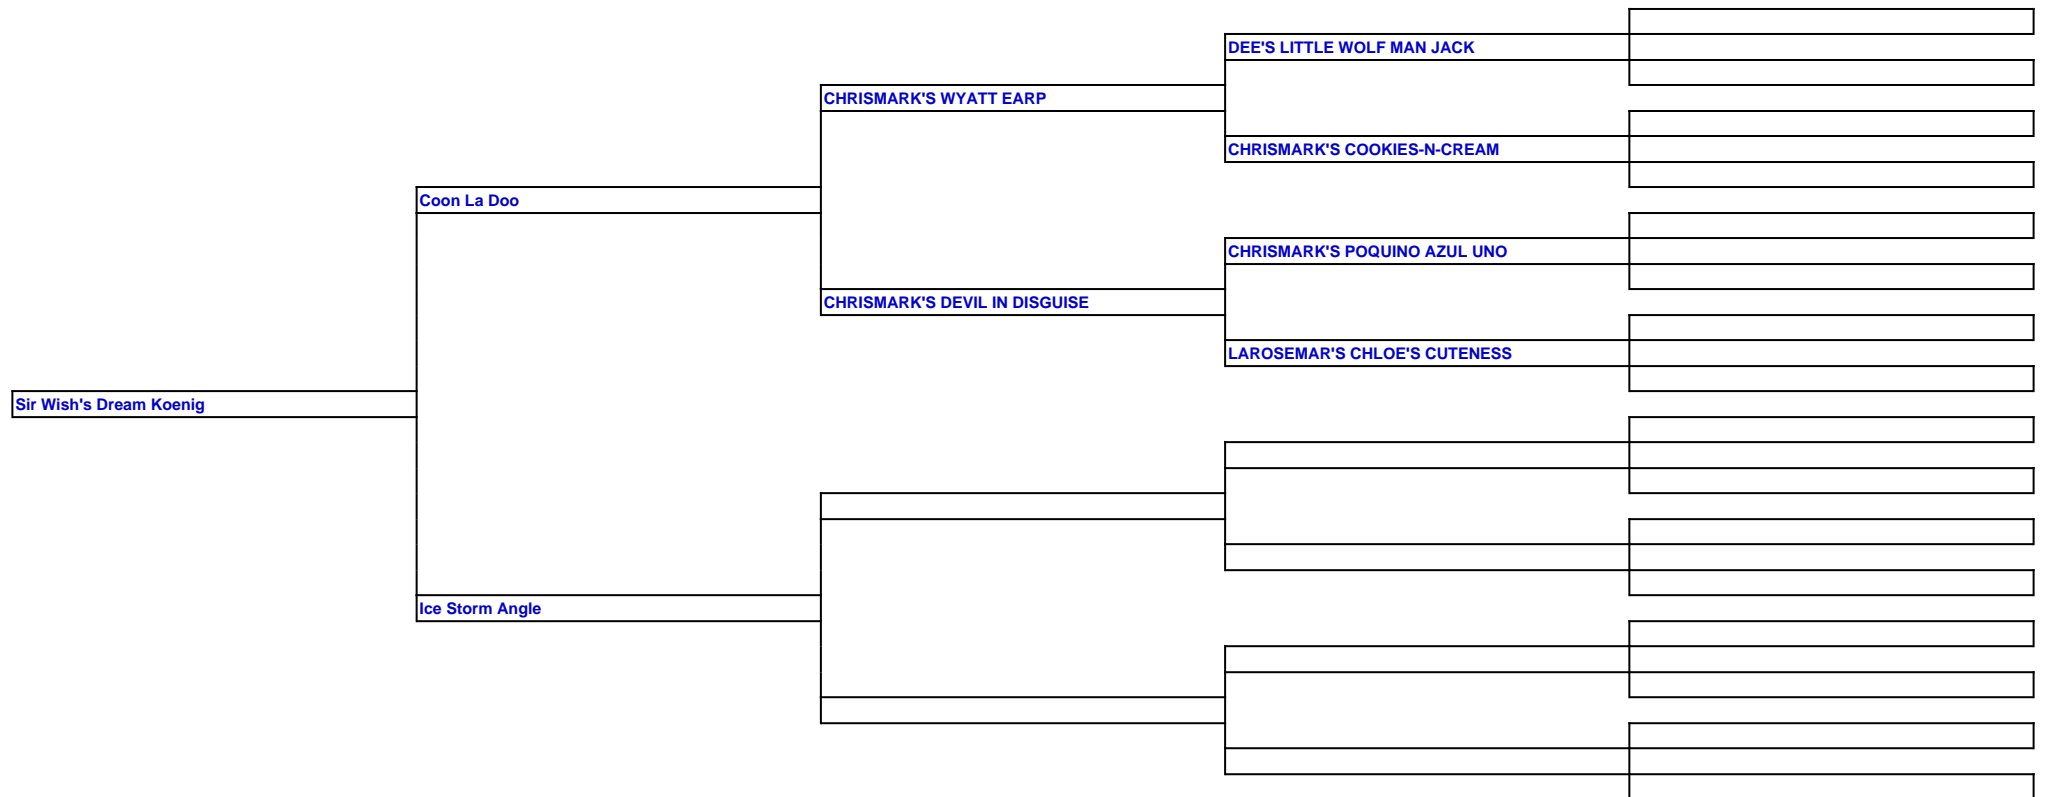 DEE'S LITTLE WOLF MAN JACK
CHRISMARK'S WYATT EARP
CHRISMARK'S COOKIES-N-CREAM
Coon La Doo
CHRISMARK'S POQUINO AZUL UNO
CHRISMARK'S DEVIL IN DISGUISE
LAROSEMAR'S CHLOE'S CUTENESS
Sir Wish's Dream Koenig
Ice Storm Angle